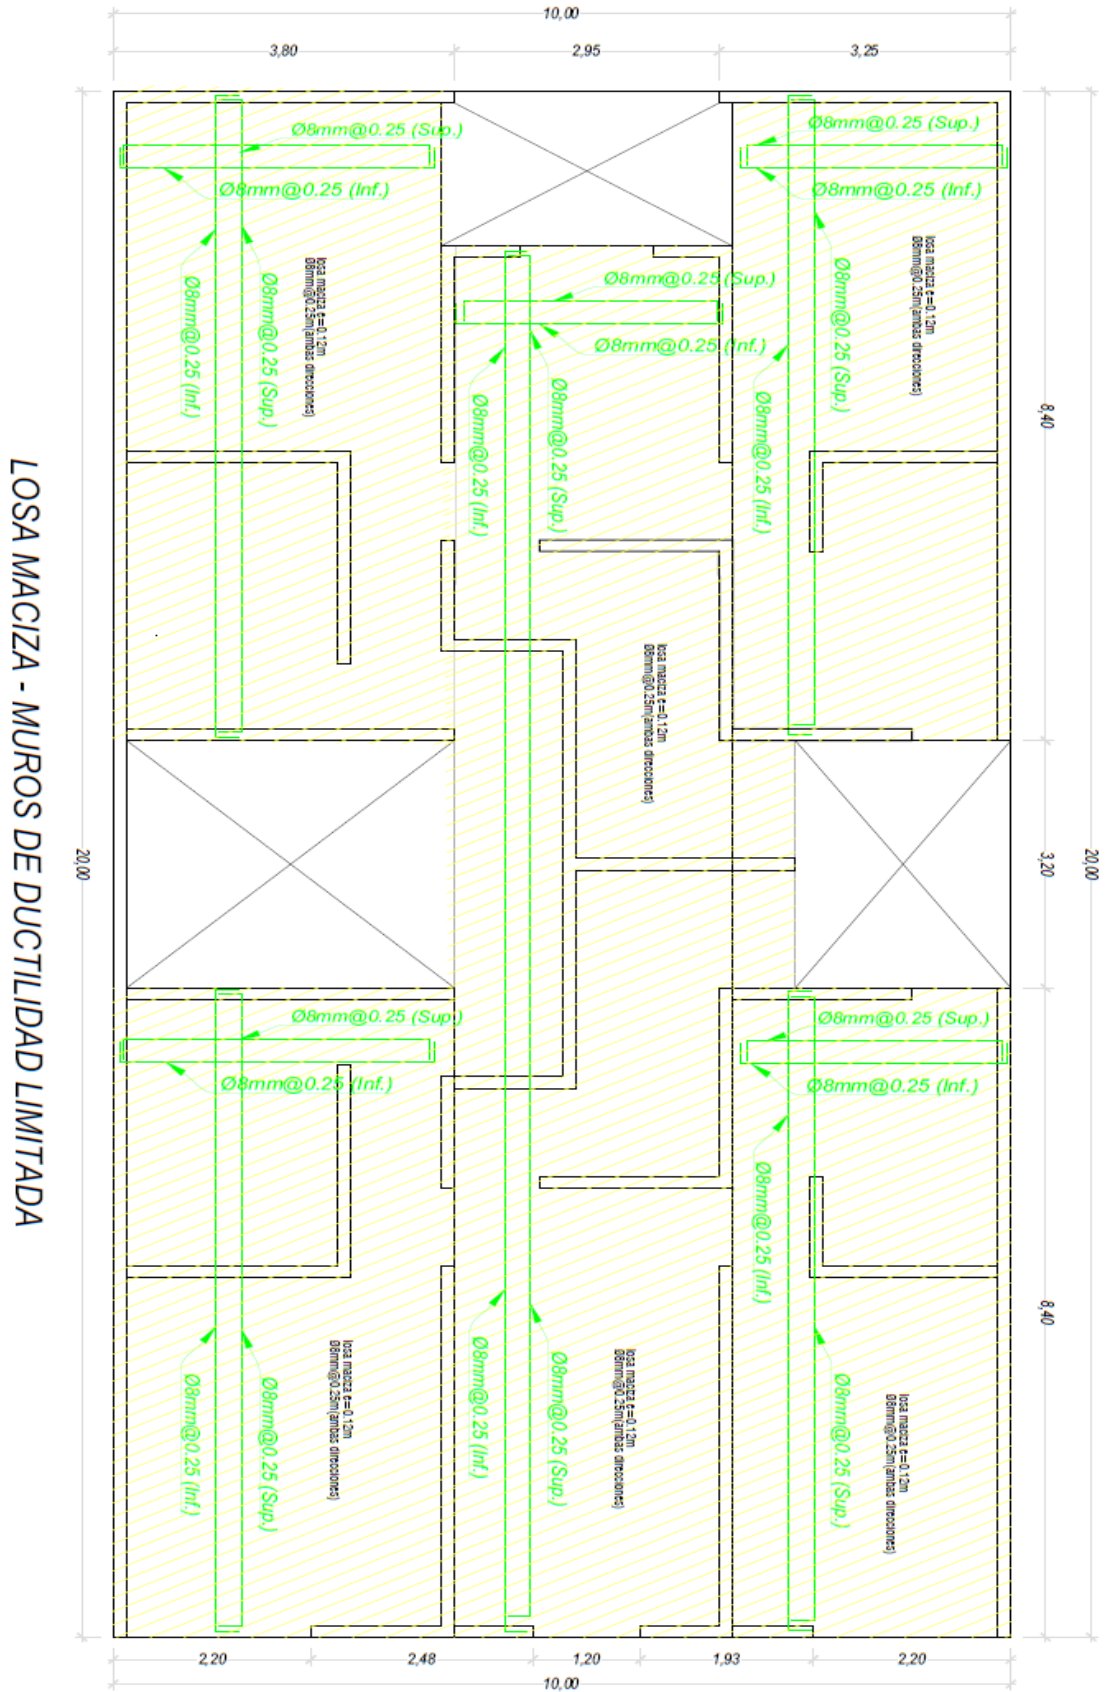 10,00
3,80
2,95
3,25
Ø8mm@0.25 (Sup.)
Ø8mm@0.25 (Inf.)
Ø8mm@0.25 (Sup.)
Ø8mm@0.25 (Inf.)
Ø8mm@0.25 (Inf.)
Ø8mm@0.25 (Sup.)
losa maciza e=0.12m
Ø8mm@0.25m(ambas direcciones)
Ø8mm@0.25 (Sup.)
Ø8mm@0.25 (Inf.)
Ø8mm@0.25 (Inf.)
Ø8mm@0.25 (Sup.)
Ø8mm@0.25 (Inf.)
Ø8mm@0.25 (Sup.)
losa maciza e=0.12m
Ø8mm@0.25m(ambas direcciones)
8,40
losa maciza e=0.12m
Ø8mm@0.25m(ambas direcciones)
LOSA MACIZA - MUROS DE DUCTILIDAD LIMITADA
20,00
3,20
20,00
Ø8mm@0.25 (Sup.)
Ø8mm@0.25 (Inf.)
Ø8mm@0.25 (Sup.)
Ø8mm@0.25 (Inf.)
Ø8mm@0.25 (Inf.)
8,40
Ø8mm@0.25 (Inf.)
Ø8mm@0.25 (Sup.)
losa maciza e=0.12m
Ø8mm@0.25m(ambas direcciones)
Ø8mm@0.25 (Inf.)
Ø8mm@0.25 (Sup.)
losa maciza e=0.12m
Ø8mm@0.25m(ambas direcciones)
Ø8mm@0.25 (Sup.)
losa maciza e=0.12m
Ø8mm@0.25m(ambas direcciones)
2,20
2,48
1,20
1,93
2,20
10,00